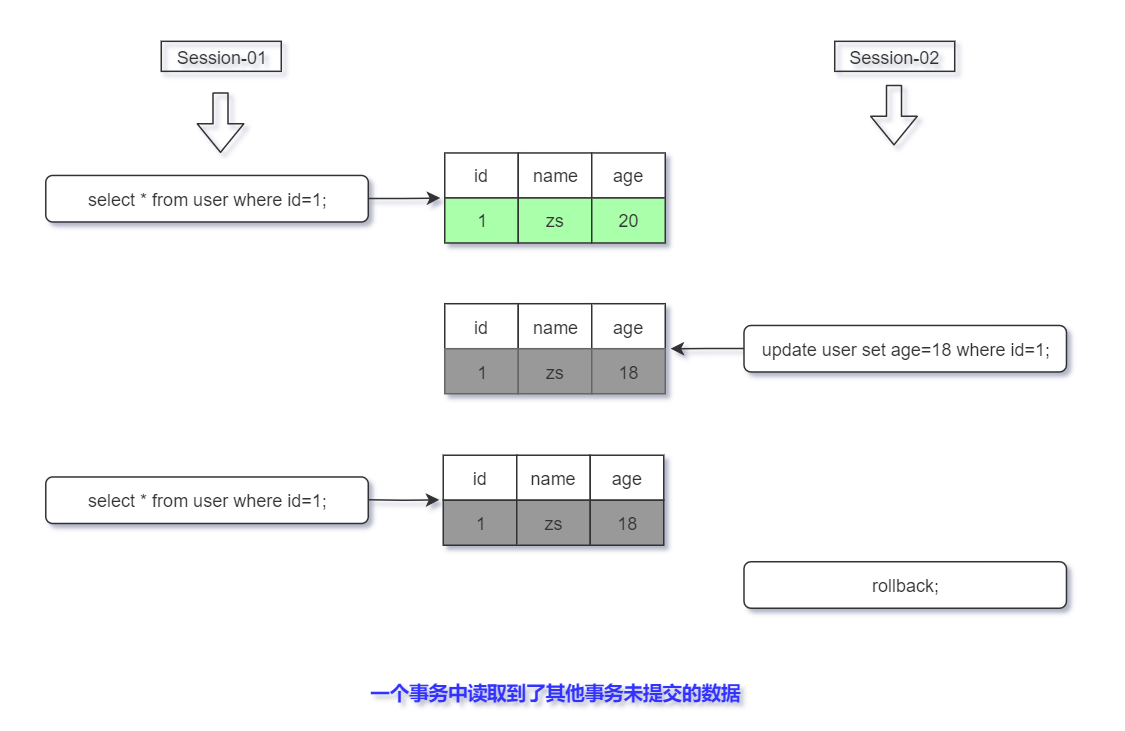 Session-01
Session-02
select * from user where id=1;
id name age
1 zs 20
id name age
1 zs 18
update user set age=18 where id=1;
select * from user where id=1;
id name age
1 zs 18
rollback;
一个事务中读取到了其他事务未提交的数据